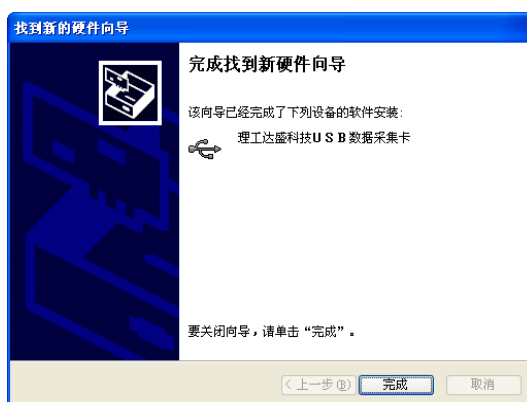 找到新的硬件向导
完成找到新硬件向导
该向导已经完成了下列设备的软件安装:
理工达盛科技USB数据采集卡
要关闭向导，请单击“完成”。
<上一步(B)
完成
取消